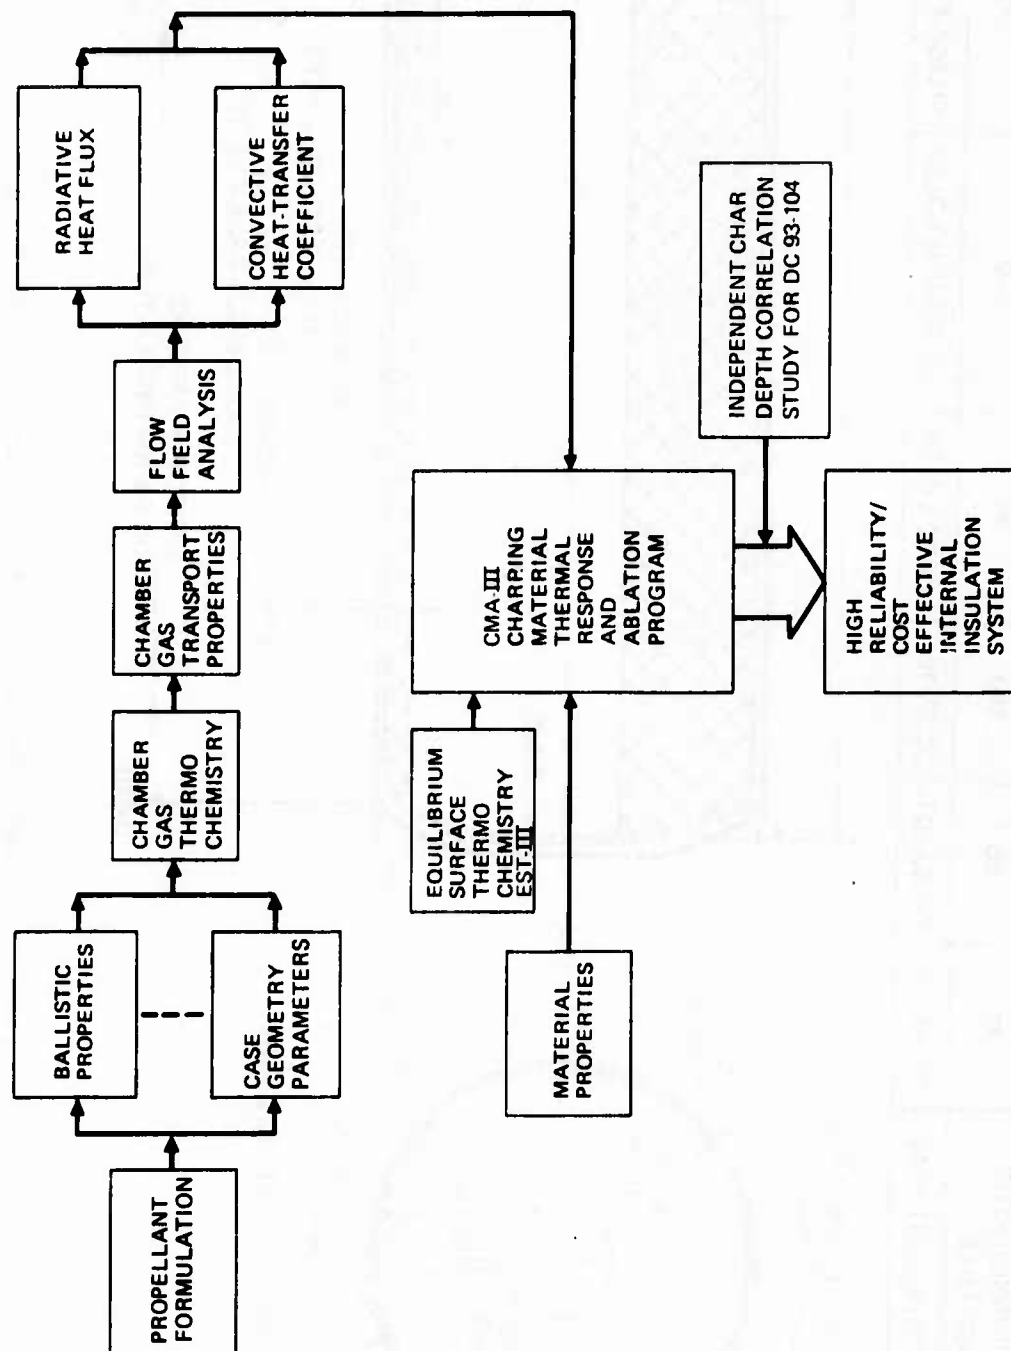 PROPELLANT
FORMULATION
BALLISTIC
PROPERTIES
CASE
GEOMETRY
PARAMETERS
CHAMBER
GAS
THERMO
CHEMISTRY
CHAMBER
GAS
TRANSPORT
PROPERTIES
FLOW
FIELD
ANALYSIS
RADIATIVE
HEAT FLUX
CONVECTIVE
HEAT-TRANSFER
COEFFICIENT
EQUILIBRIUM
SURFACE
THERMO
CHEMISTRY
EST-III
MATERIAL
PROPERTIES
CMA-III
CHARPING
MATERIAL
THERMAL
RESPONSE
AND
ABLATION
PROGRAM
INDEPENDENT CHAR
DEPTH CORRELATION
STUDY FOR DC 93-104
HIGH
RELIABILITY/
COST
EFFECTIVE
INTERNAL
INSULATION
SYSTEM